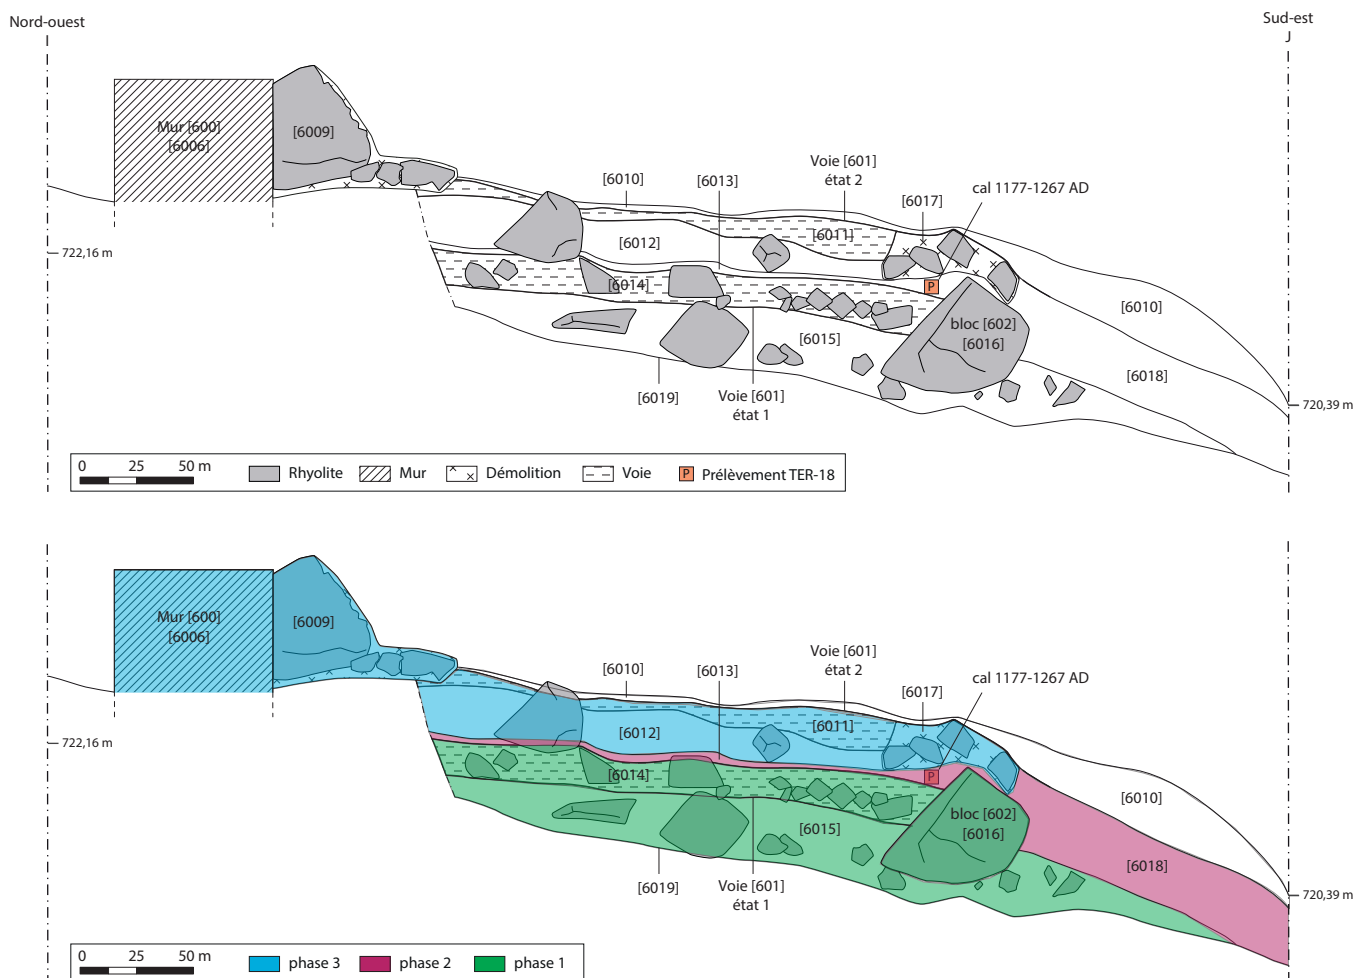 Nord-ouest
Sud-est
Mur [600]
[6006]
[6009]
[6010]
[6013]
Voie [601]
état 2
[6017]
cal 1177-1267 AD
[6012]
[6011]
722,16 m
[6014]
P
[6010]
bloc [602]
[6016]
[6015]
[6018]
[6019]
Voie [601]
état 1
720,39 m
0 25 50 m
Rhyolite
Mur
Démolition
Voie
P Prélèvement TER-18
Mur [600]
[6006]
[6009]
[6010]
[6013]
Voie [601]
état 2
[6017]
cal 1177-1267 AD
[6012]
[6011]
722,16 m
[6014]
P
[6010]
bloc [602]
[6016]
[6015]
[6018]
[6019]
Voie [601]
état 1
720,39 m
0 25 50 m
phase 3
phase 2
phase 1